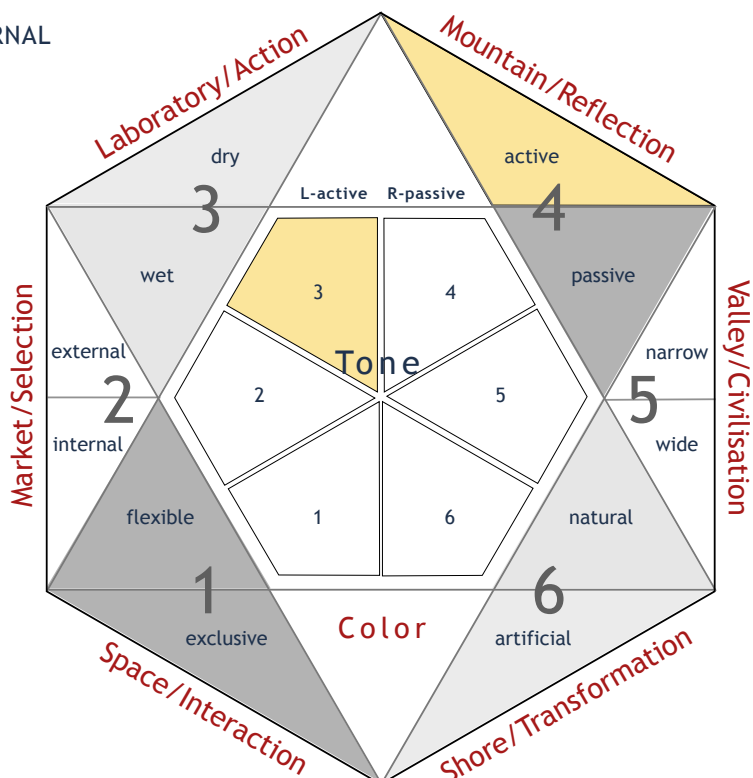 RNAL
Laboratory/Action
Mountain/Reflection
dry
active
3
L-active R-passive
4
wet
passive
3
4
external
Tone
narrow
Market/Selection
Valley/Civilisation
2
2
5
5
internal
wide
flexible
1
6
natural
1
6
Color
exclusive
artificial
Space/Interaction
Shore/Transformation